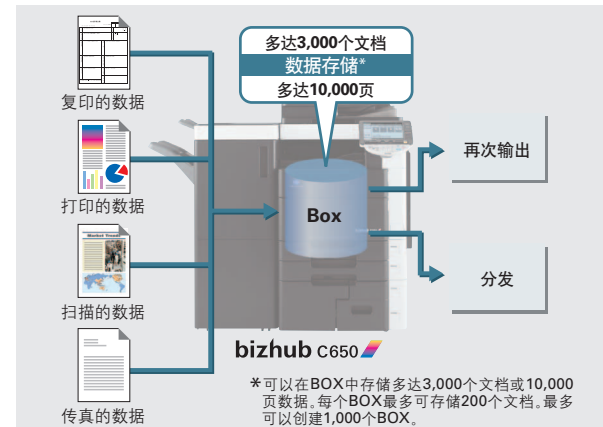 多达3,000个文档
数据存储*
多达10,000页
复印的数据
打印的数据
Market Trends
扫描的数据
传真的数据
Box
再次输出
分发
bizhub C650
*可以在BOX中存储多达3,000个文档或10,000
页数据。每个BOX最多可存储200个文档。最多
可以创建1,000个BOX。